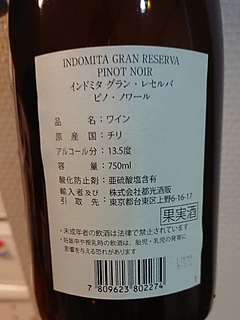 INDOMITA GRAN RESERVA
PINOT NOIR
インドミタ グラン・レセルバ
ピノ・ノワール
品　　名：ワイン
原 産 国：チリ
アルコール分：13.5度
容　　量：750ml
酸化防止剤：亜硫酸塩含有
輸入者及び　株式会社都光酒販
引 取 先：東京都台東区上野6-16-17
果実酒
・未成年者の飲酒は法律で禁止されています。
・妊娠中や授乳時の飲酒は、胎児・乳児の発育に
影響を与える恐れがあります
7 809623 802274